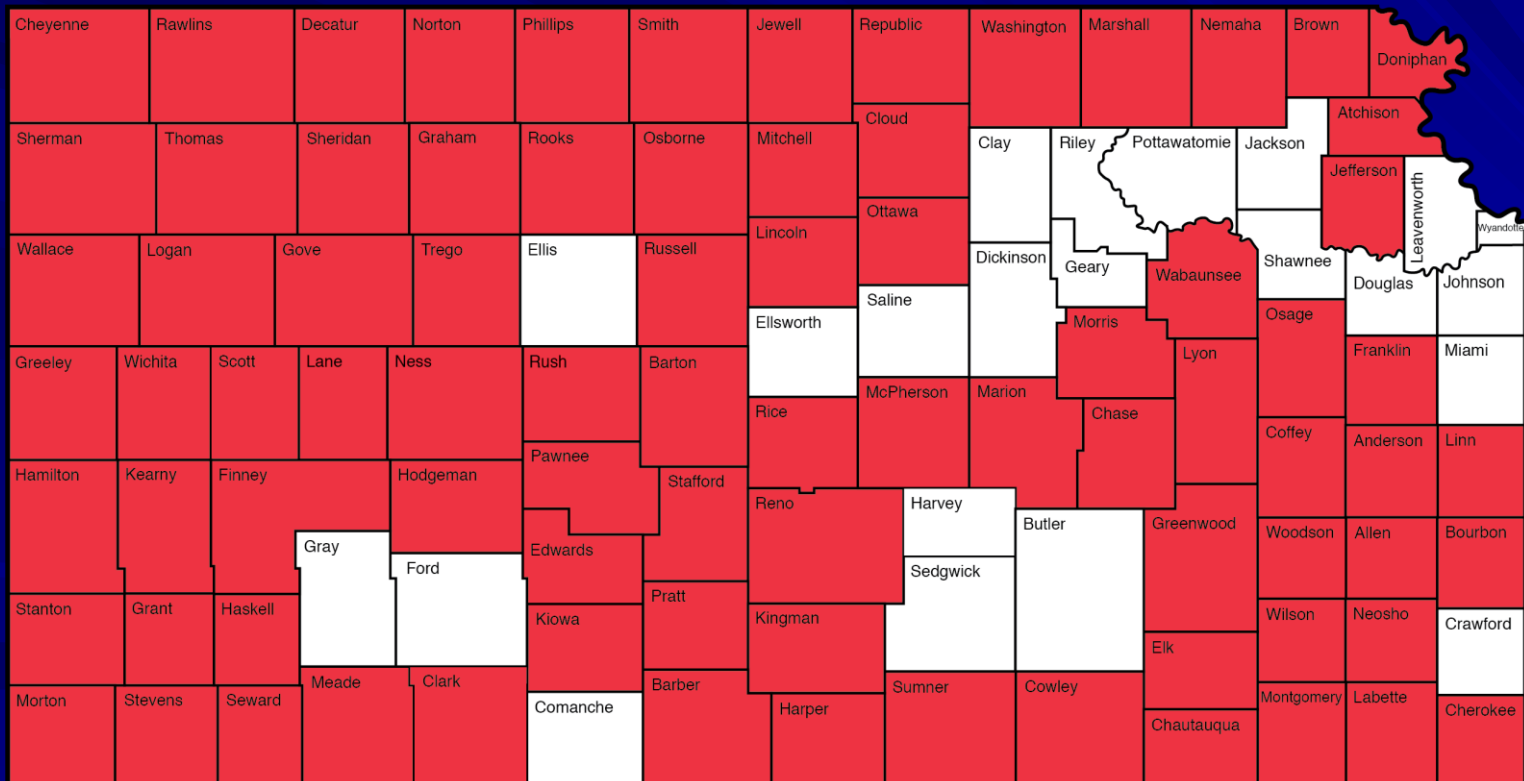 Cheyenne
Rawlins
Decatur
Norton
Phillips
Smith
Jewell
Republic
Washington
Marshall
Nemaha
Brown
Doniphan
Sherman
Thomas
Sheridan
Graham
Rooks
Osborne
Mitchell
Cloud
Clay
Riley
Pottawatomie
Jackson
Atchison
Jefferson
Leavenworth
Wyandotte
Wallace
Logan
Gove
Trego
Ellis
Russell
Lincoln
Ottawa
Dickinson
Geary
Wabaunsee
Shawnee
Douglas
Johnson
Ellsworth
Saline
Morris
Osage
Franklin
Miami
Greeley
Wichita
Scott
Lane
Ness
Rush
Barton
Rice
McPherson
Marion
Chase
Lyon
Coffey
Anderson
Linn
Hamilton
Kearny
Finney
Hodgeman
Pawnee
Stafford
Reno
Harvey
Butler
Greenwood
Woodson
Allen
Bourbon
Gray
Ford
Edwards
Sedgwick
Stanton
Grant
Haskell
Kiowa
Pratt
Kingman
Elk
Wilson
Neosho
Crawford
Morton
Stevens
Seward
Meade
Clark
Comanche
Barber
Harper
Sumner
Cowley
Chautauqua
Montgomery
Labette
Cherokee